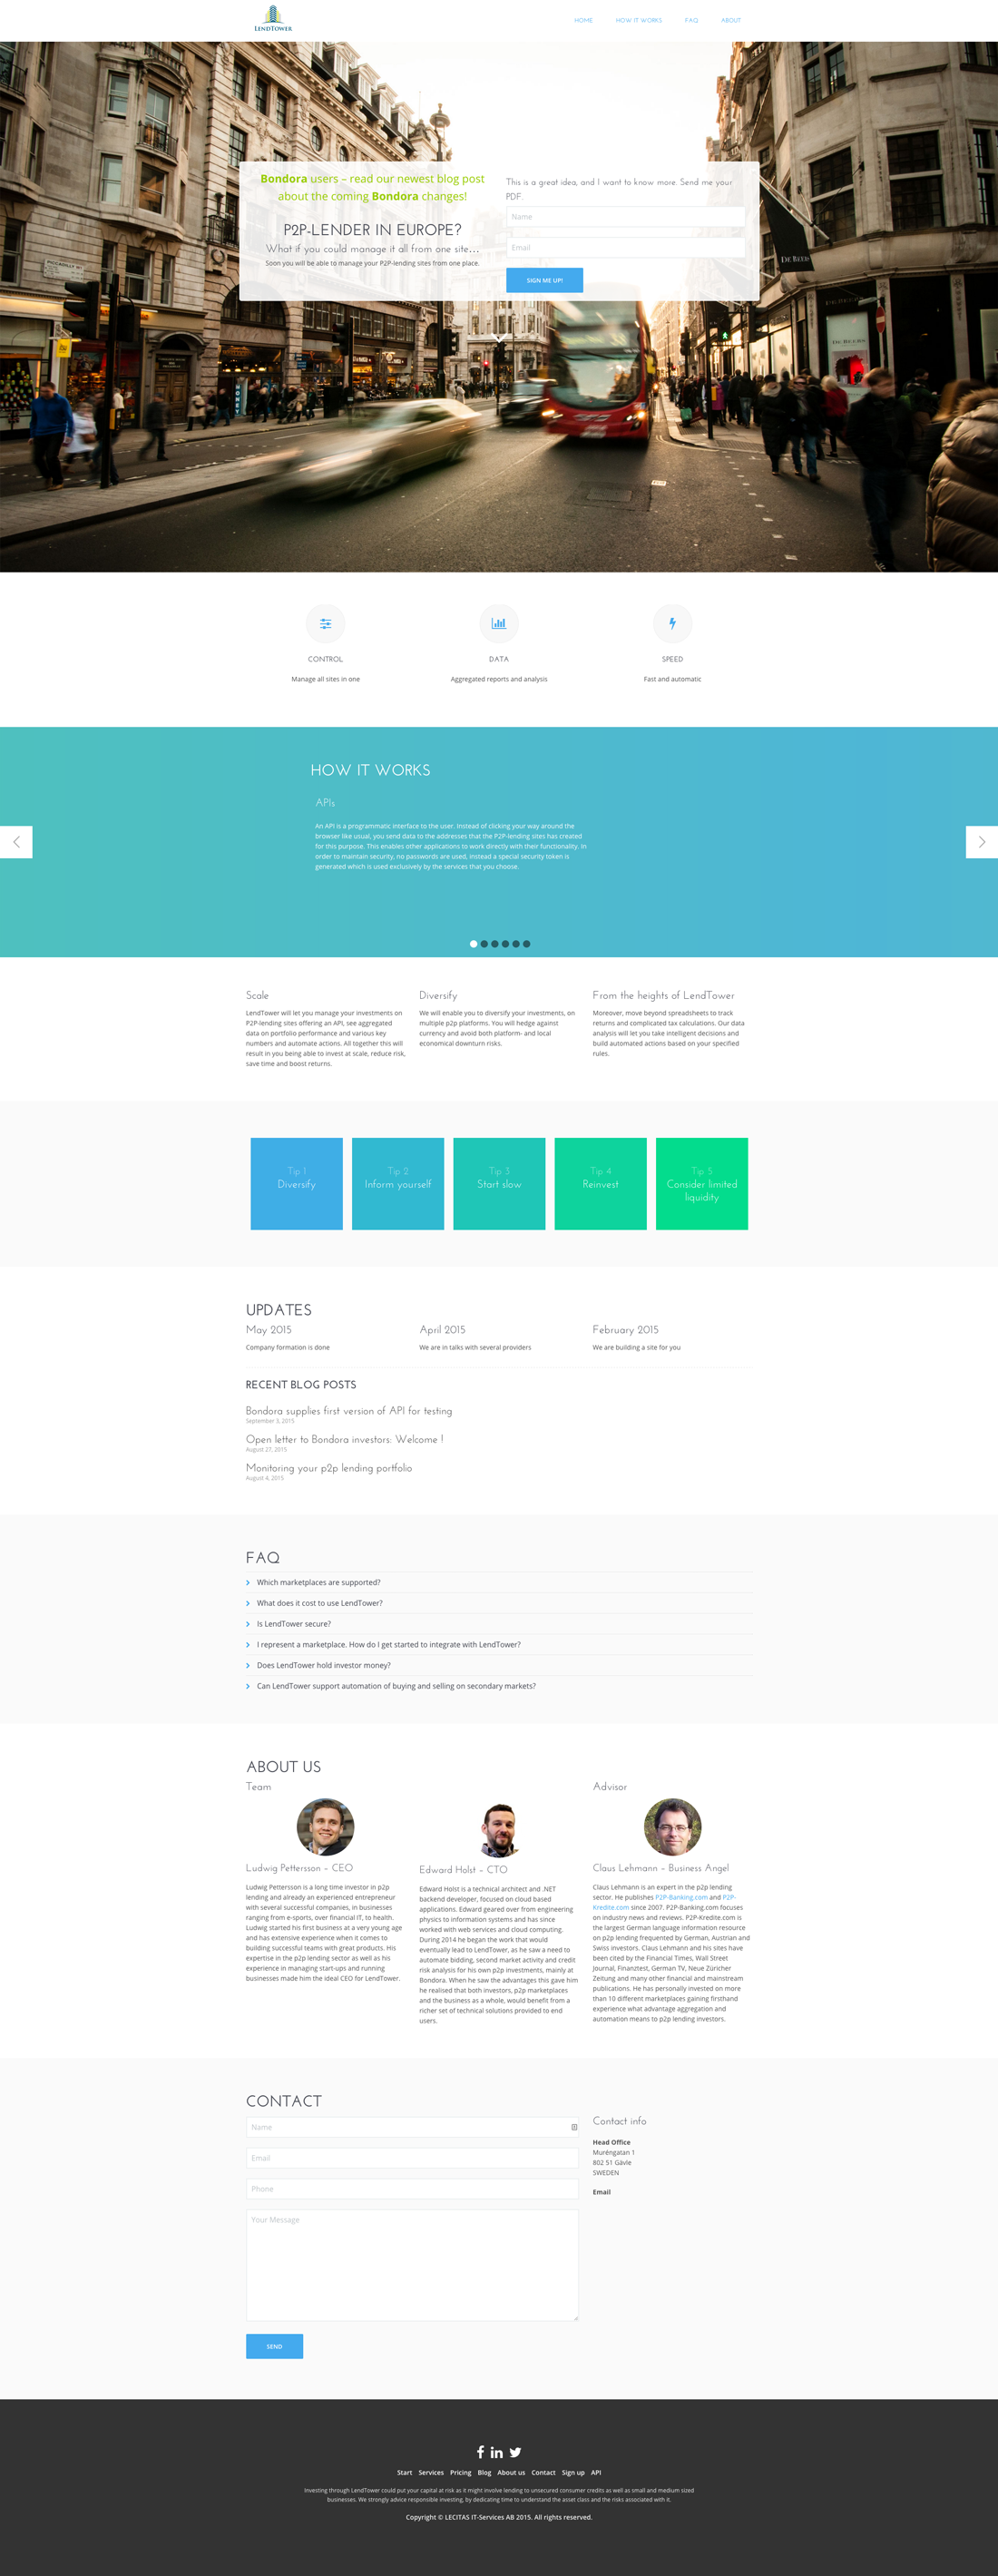 LENDTOWER
HOME HOW IT WORKS FAQ ABOUT
Bondora users – read our newest blog post
about the coming Bondora changes!
P2P-LENDER IN EUROPE?
What if you could manage it all from one site...
Soon you will be able to manage your P2P-lending sites from one place.
This is a great idea, and I want to know more. Send me your
PDF.
Name
Email
SIGN ME UP!
DE BEERS
DE BEERS
CONTROL
Manage all sites in one
DATA
Aggregated reports and analysis
SPEED
Fast and automatic
HOW IT WORKS
APIs
An API is a programmatic interface to the user. Instead of clicking your way around the
browser like usual, you send data to the addresses that the P2P-lending sites has created
for this purpose. This enables other applications to work directly with their functionality. In
order to maintain security, no passwords are used, instead a special security token is
generated which is used exclusively by the services that you choose.
Scale
LendTower will let you manage your investments on
P2P-lending sites offering an API, see aggregated
data on portfolio performance and various key
numbers and automate actions. All together this will
result in you being able to invest at scale, reduce risk,
save time and boost returns.
Diversify
We will enable you to diversify your investments, on
multiple p2p platforms. You will hedge against
currency and avoid both platform- and local
economical downturn risks.
From the heights of LendTower
Moreover, move beyond spreadsheets to track
returns and complicated tax calculations. Our data
analysis will let you take intelligent decisions and
build automated actions based on your specified
rules.
Tip 1
Diversify
Tip 2
Inform yourself
Tip 3
Start slow
Tip 4
Reinvest
Tip 5
Consider limited
liquidity
UPDATES
May 2015
Company formation is done
April 2015
We are in talks with several providers
February 2015
We are building a site for you
RECENT BLOG POSTS
Bondora supplies first version of API for testing
September 3, 2015
Open letter to Bondora investors: Welcome !
August 27, 2015
Monitoring your p2p lending portfolio
August 4, 2015
FAQ
Which marketplaces are supported?
What does it cost to use LendTower?
Is LendTower secure?
I represent a marketplace. How do I get started to integrate with LendTower?
Does LendTower hold investor money?
Can LendTower support automation of buying and selling on secondary markets?
ABOUT US
Team
Ludwig Pettersson – CEO
Ludwig Pettersson is a long time investor in p2p
lending and already an experienced entrepreneur
with several successful companies, in businesses
ranging from e-sports, over financial IT, to health.
Ludwig started his first business at a very young age
and has extensive experience when it comes to
building successful teams with great products. His
expertise in the p2p lending sector as well as his
experience in managing start-ups and running
businesses made him the ideal CEO for LendTower.
Edward Holst – CTO
Edward Holst is a technical architect and .NET
backend developer, focused on cloud based
applications. Edward geared over from engineering
physics to information systems and has since
worked with web services and cloud computing.
During 2014 he began the work that would
eventually lead to LendTower, as he saw a need to
automate bidding, second market activity and credit
risk analysis for his own p2p investments, mainly at
Bondora. When he saw the advantages this gave him
he realised that both investors, p2p marketplaces
and the business as a whole, would benefit from a
richer set of technical solutions provided to end
users.
Advisor
Claus Lehmann – Business Angel
Claus Lehmann is an expert in the p2p lending
sector. He publishes P2P-Banking.com and P2P-
Kredite.com since 2007. P2P-Banking.com focuses
on industry news and reviews. P2P-Kredite.com is
the largest German language information resource
on p2p lending frequented by German, Austrian and
Swiss investors. Claus Lehmann and his sites have
been cited by the Financial Times, Wall Street
Journal, Finanztest, German TV, Neue Züricher
Zeitung and many other financial and mainstream
publications. He has personally invested on more
than 10 different marketplaces gaining firsthand
experience what advantage aggregation and
automation means to p2p lending investors.
CONTACT
Name
Email
Phone
Your Message
SEND
Contact info
Head Office
Muréngatan 1
802 51 Gävle
SWEDEN
Email
Start Services Pricing Blog About us Contact Sign up API
Investing through LendTower could put your capital at risk as it might involve lending to unsecured consumer credits as well as small and medium sized
businesses. We strongly advice responsible investing, by dedicating time to understand the asset class and the risks associated with it.
Copyright © LECITAS IT-Services AB 2015. All rights reserved.